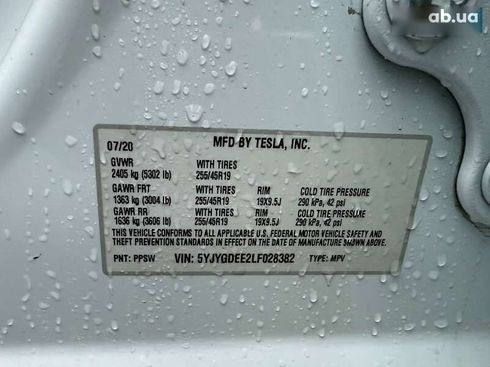 ab.ua
07/20 MFD BY TESLA, INC.
GVWR WITH TIRES
2405 kg (5302 lb) 255/45R19
GAWR FRT WITH TIRES RIM COLD TIRE PRESSURE
1363 kg (3004 lb) 255/45R19 19X9.5J 290 kPa, 42 psi
GAWR RR WITH TIRES RIM COLD TIRE PRESSURE
1636 kg (3606 lb) 255/45R19 19X9.5J 290 kPa, 42 psi
THIS VEHICLE CONFORMS TO ALL APPLICABLE U.S. FEDERAL MOTOR VEHICLE SAFETY AND
THEFT PREVENTION STANDARDS IN EFFECT ON THE DATE OF MANUFACTURE SHOWN ABOVE.
PNT: PPSW VIN: 5YJYGDEE2LF028382 TYPE: MPV